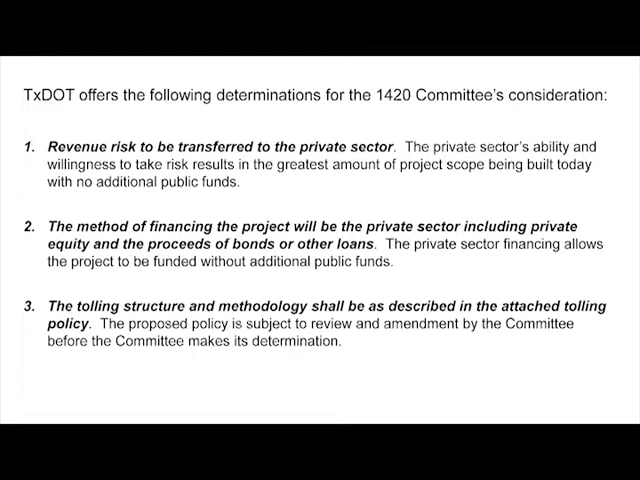 TxDOT offers the following determinations for the 1420 Committee's consideration:
1. Revenue risk to be transferred to the private sector. The private sector's ability and
willingness to take risk results in the greatest amount of project scope being built today
with no additional public funds.
2. The method of financing the project will be the private sector including private
equity and the proceeds of bonds or other loans. The private sector financing allows
the project to be funded without additional public funds.
3. The tolling structure and methodology shall be as described in the attached tolling
policy. The proposed policy is subject to review and amendment by the Committee
before the Committee makes its determination.